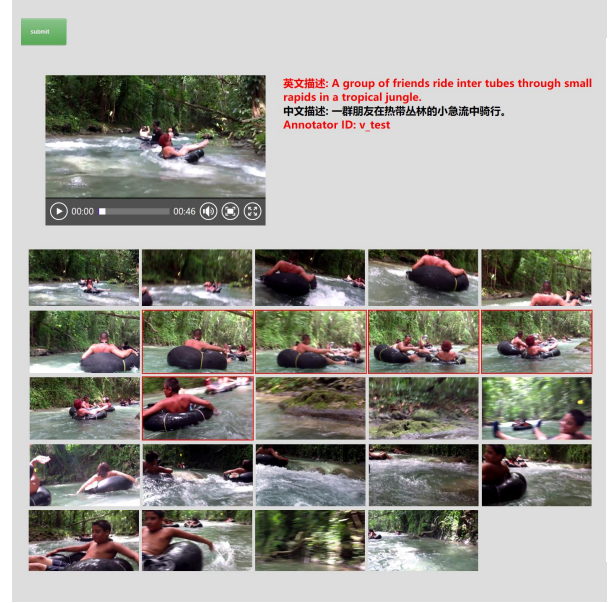 submit
英文描述: A group of friends ride inter tubes through small
rapids in a tropical jungle.
中文描述: 一群朋友在热带丛林的小急流中骑行。
Annotator ID: v_test
00:00
00:46